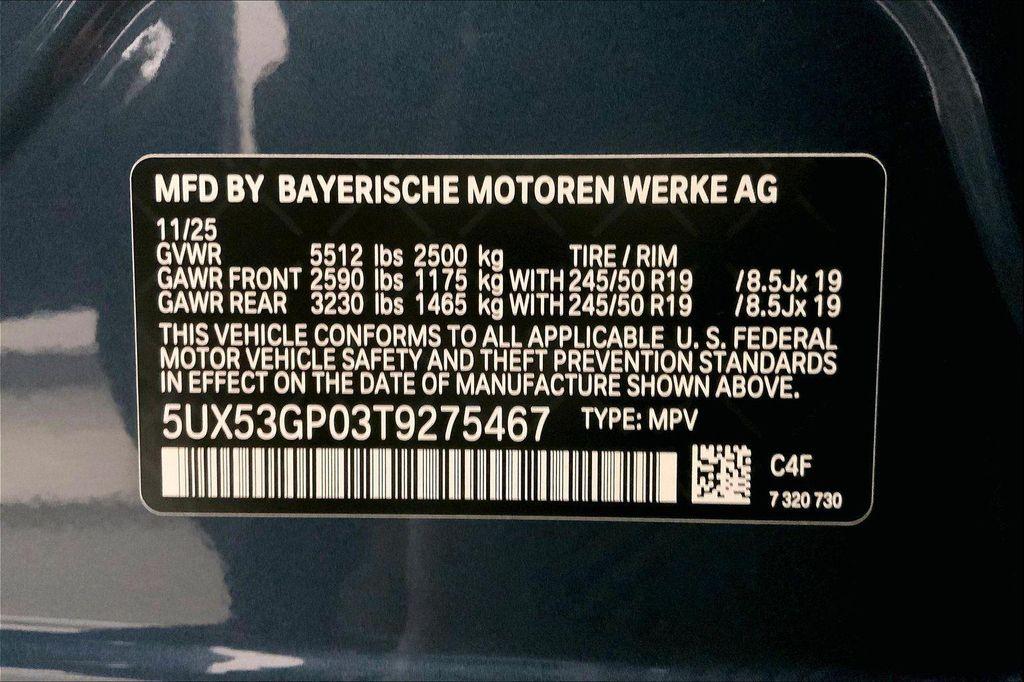 MFD BY BAYERISCHE MOTOREN WERKE AG
11/25
GVWR 5512 lbs 2500 kg TIRE / RIM
GAWR FRONT 2590 lbs 1175 kg WITH 245/50 R19 /8.5Jx 19
GAWR REAR 3230 lbs 1465 kg WITH 245/50 R19 /8.5Jx 19
THIS VEHICLE CONFORMS TO ALL APPLICABLE U. S. FEDERAL
MOTOR VEHICLE SAFETY AND THEFT PREVENTION STANDARDS
IN EFFECT ON THE DATE OF MANUFACTURE SHOWN ABOVE.
5UX53GP03T9275467 TYPE: MPV
C4F
7 320 730